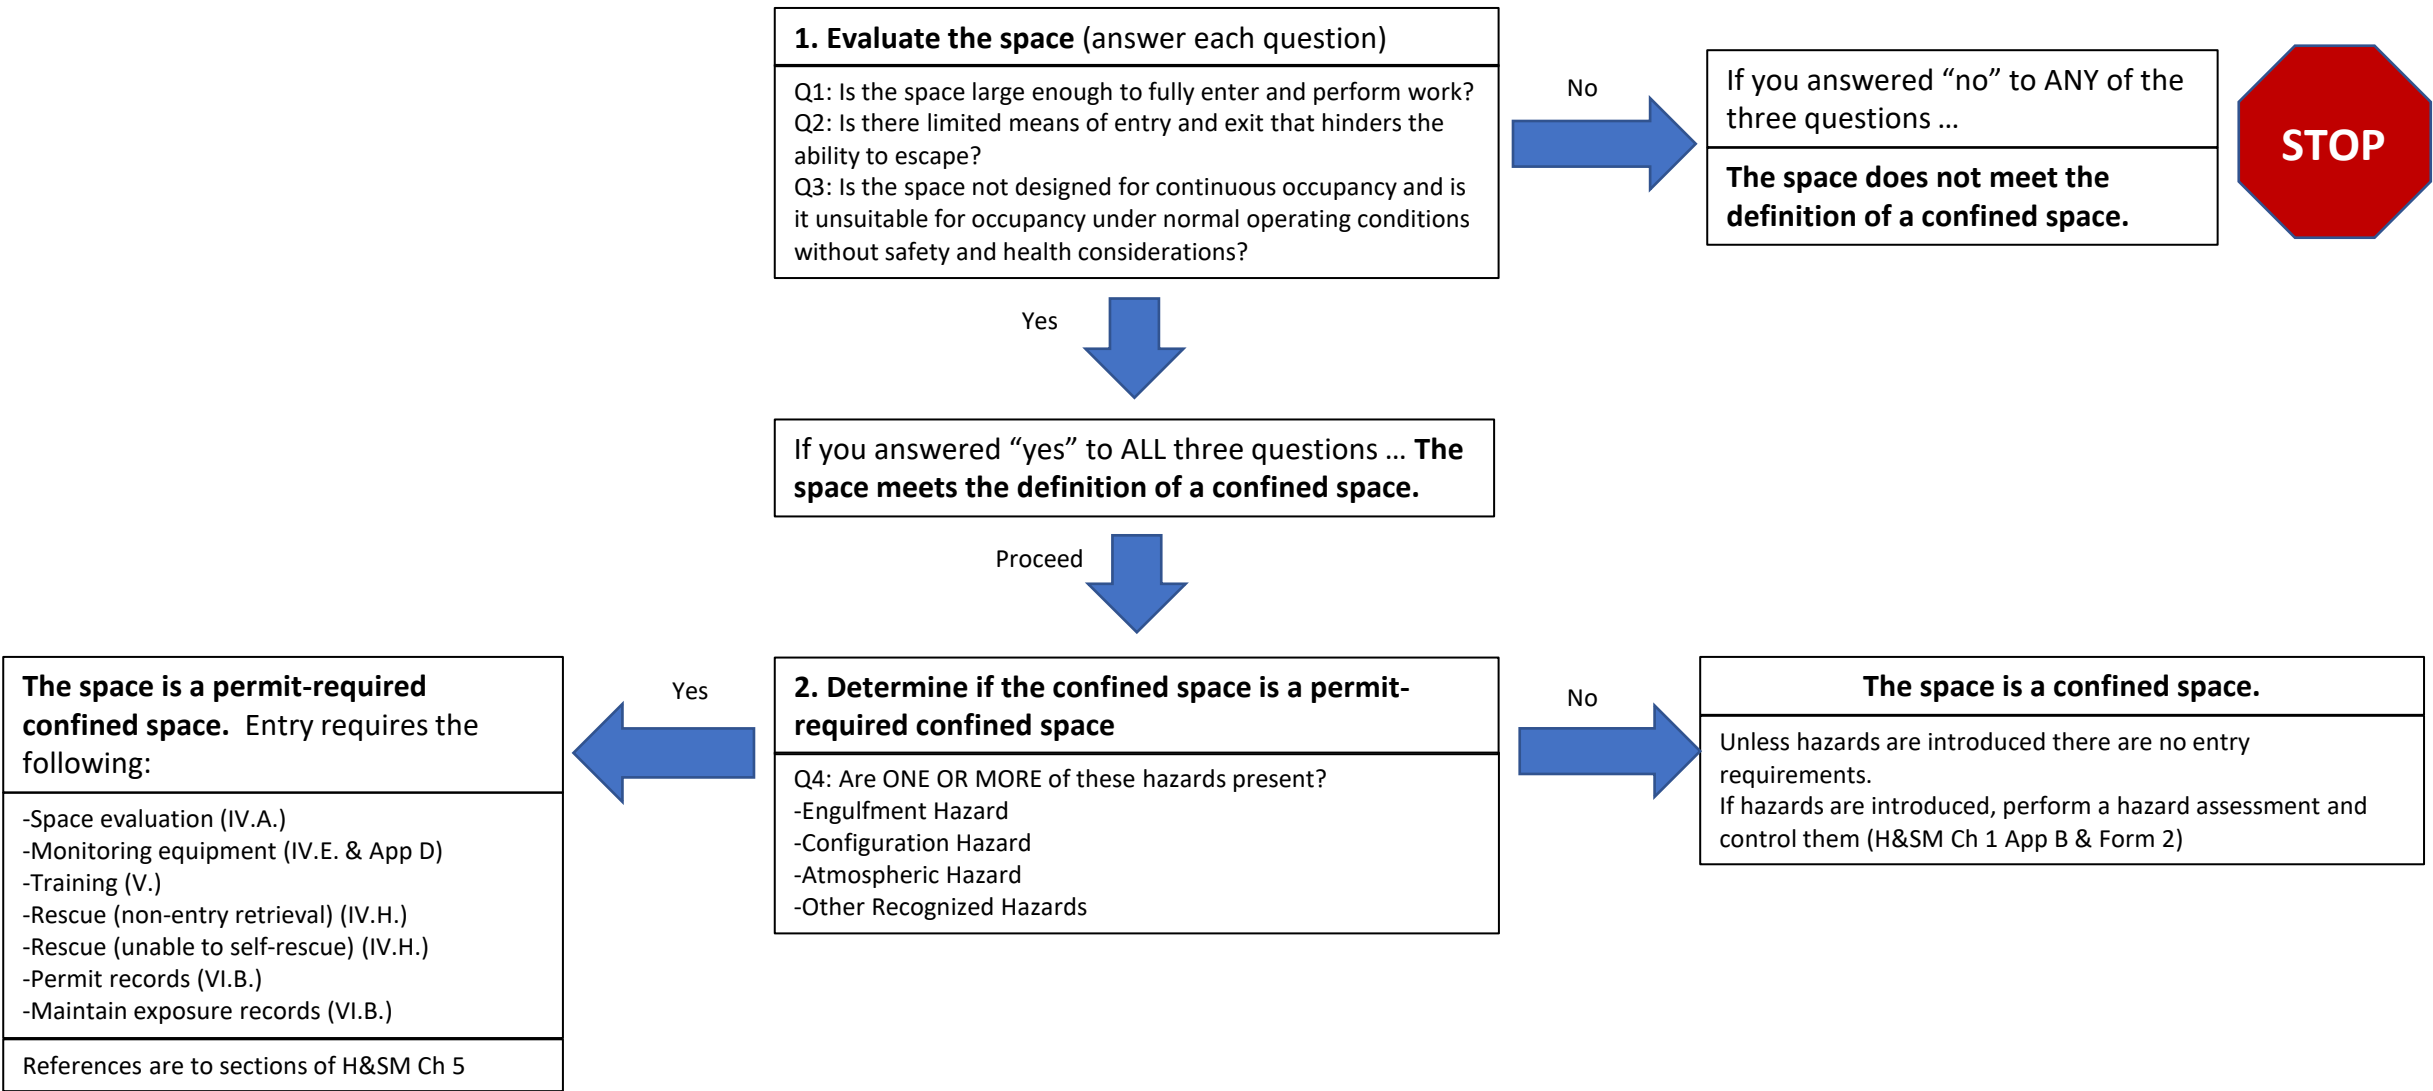 1. Evaluate the space (answer each question)
Q1: Is the space large enough to fully enter and perform work?
Q2: Is there limited means of entry and exit that hinders the
ability to escape?
Q3: Is the space not designed for continuous occupancy and is
it unsuitable for occupancy under normal operating conditions
without safety and health considerations?
No
If you answered “no” to ANY of the
three questions …
The space does not meet the
definition of a confined space.
STOP
Yes
If you answered “yes” to ALL three questions … The
space meets the definition of a confined space.
Proceed
The space is a permit-required
confined space. Entry requires the
following:
-Space evaluation (IV.A.)
-Monitoring equipment (IV.E. & App D)
-Training (V.)
-Rescue (non-entry retrieval) (IV.H.)
-Rescue (unable to self-rescue) (IV.H.)
-Permit records (VI.B.)
-Maintain exposure records (VI.B.)
References are to sections of H&SM Ch 5
Yes
2. Determine if the confined space is a permit-
required confined space
Q4: Are ONE OR MORE of these hazards present?
-Engulfment Hazard
-Configuration Hazard
-Atmospheric Hazard
-Other Recognized Hazards
No
The space is a confined space.
Unless hazards are introduced there are no entry
requirements.
If hazards are introduced, perform a hazard assessment and
control them (H&SM Ch 1 App B & Form 2)